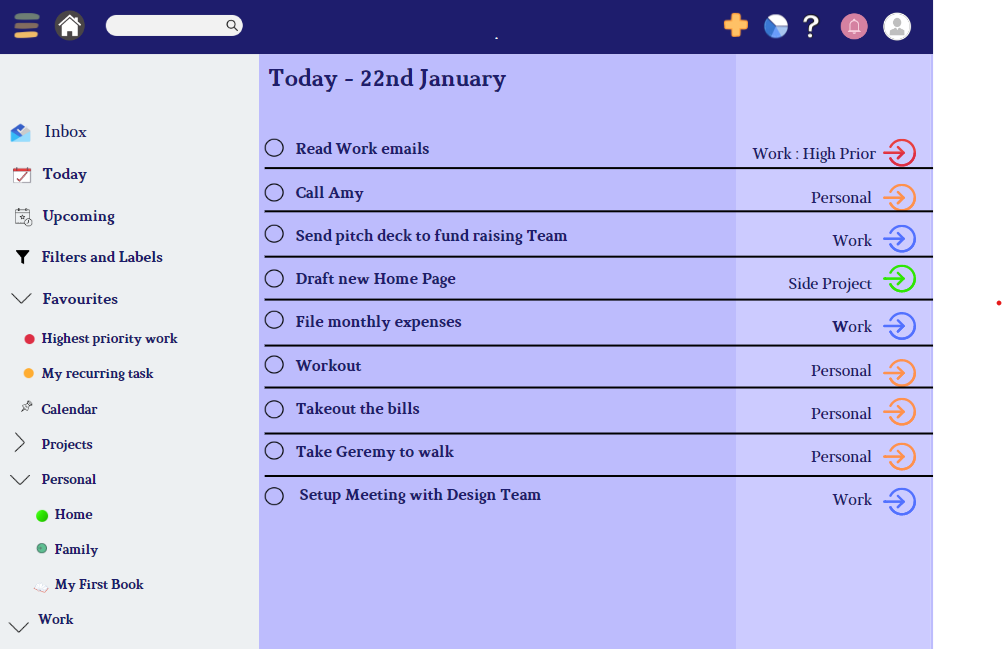 Today - 22nd January
Inbox
Today
Upcoming
Filters and Labels
Favourites
Highest priority work
My recurring task
Calendar
Projects
Personal
Home
Family
My First Book
Work
Read Work emails Work : High Prior
Call Amy Personal
Send pitch deck to fund raising Team Work
Draft new Home Page Side Project
File monthly expenses Work
Workout Personal
Takeout the bills Personal
Take Geremy to walk Personal
Setup Meeting with Design Team Work